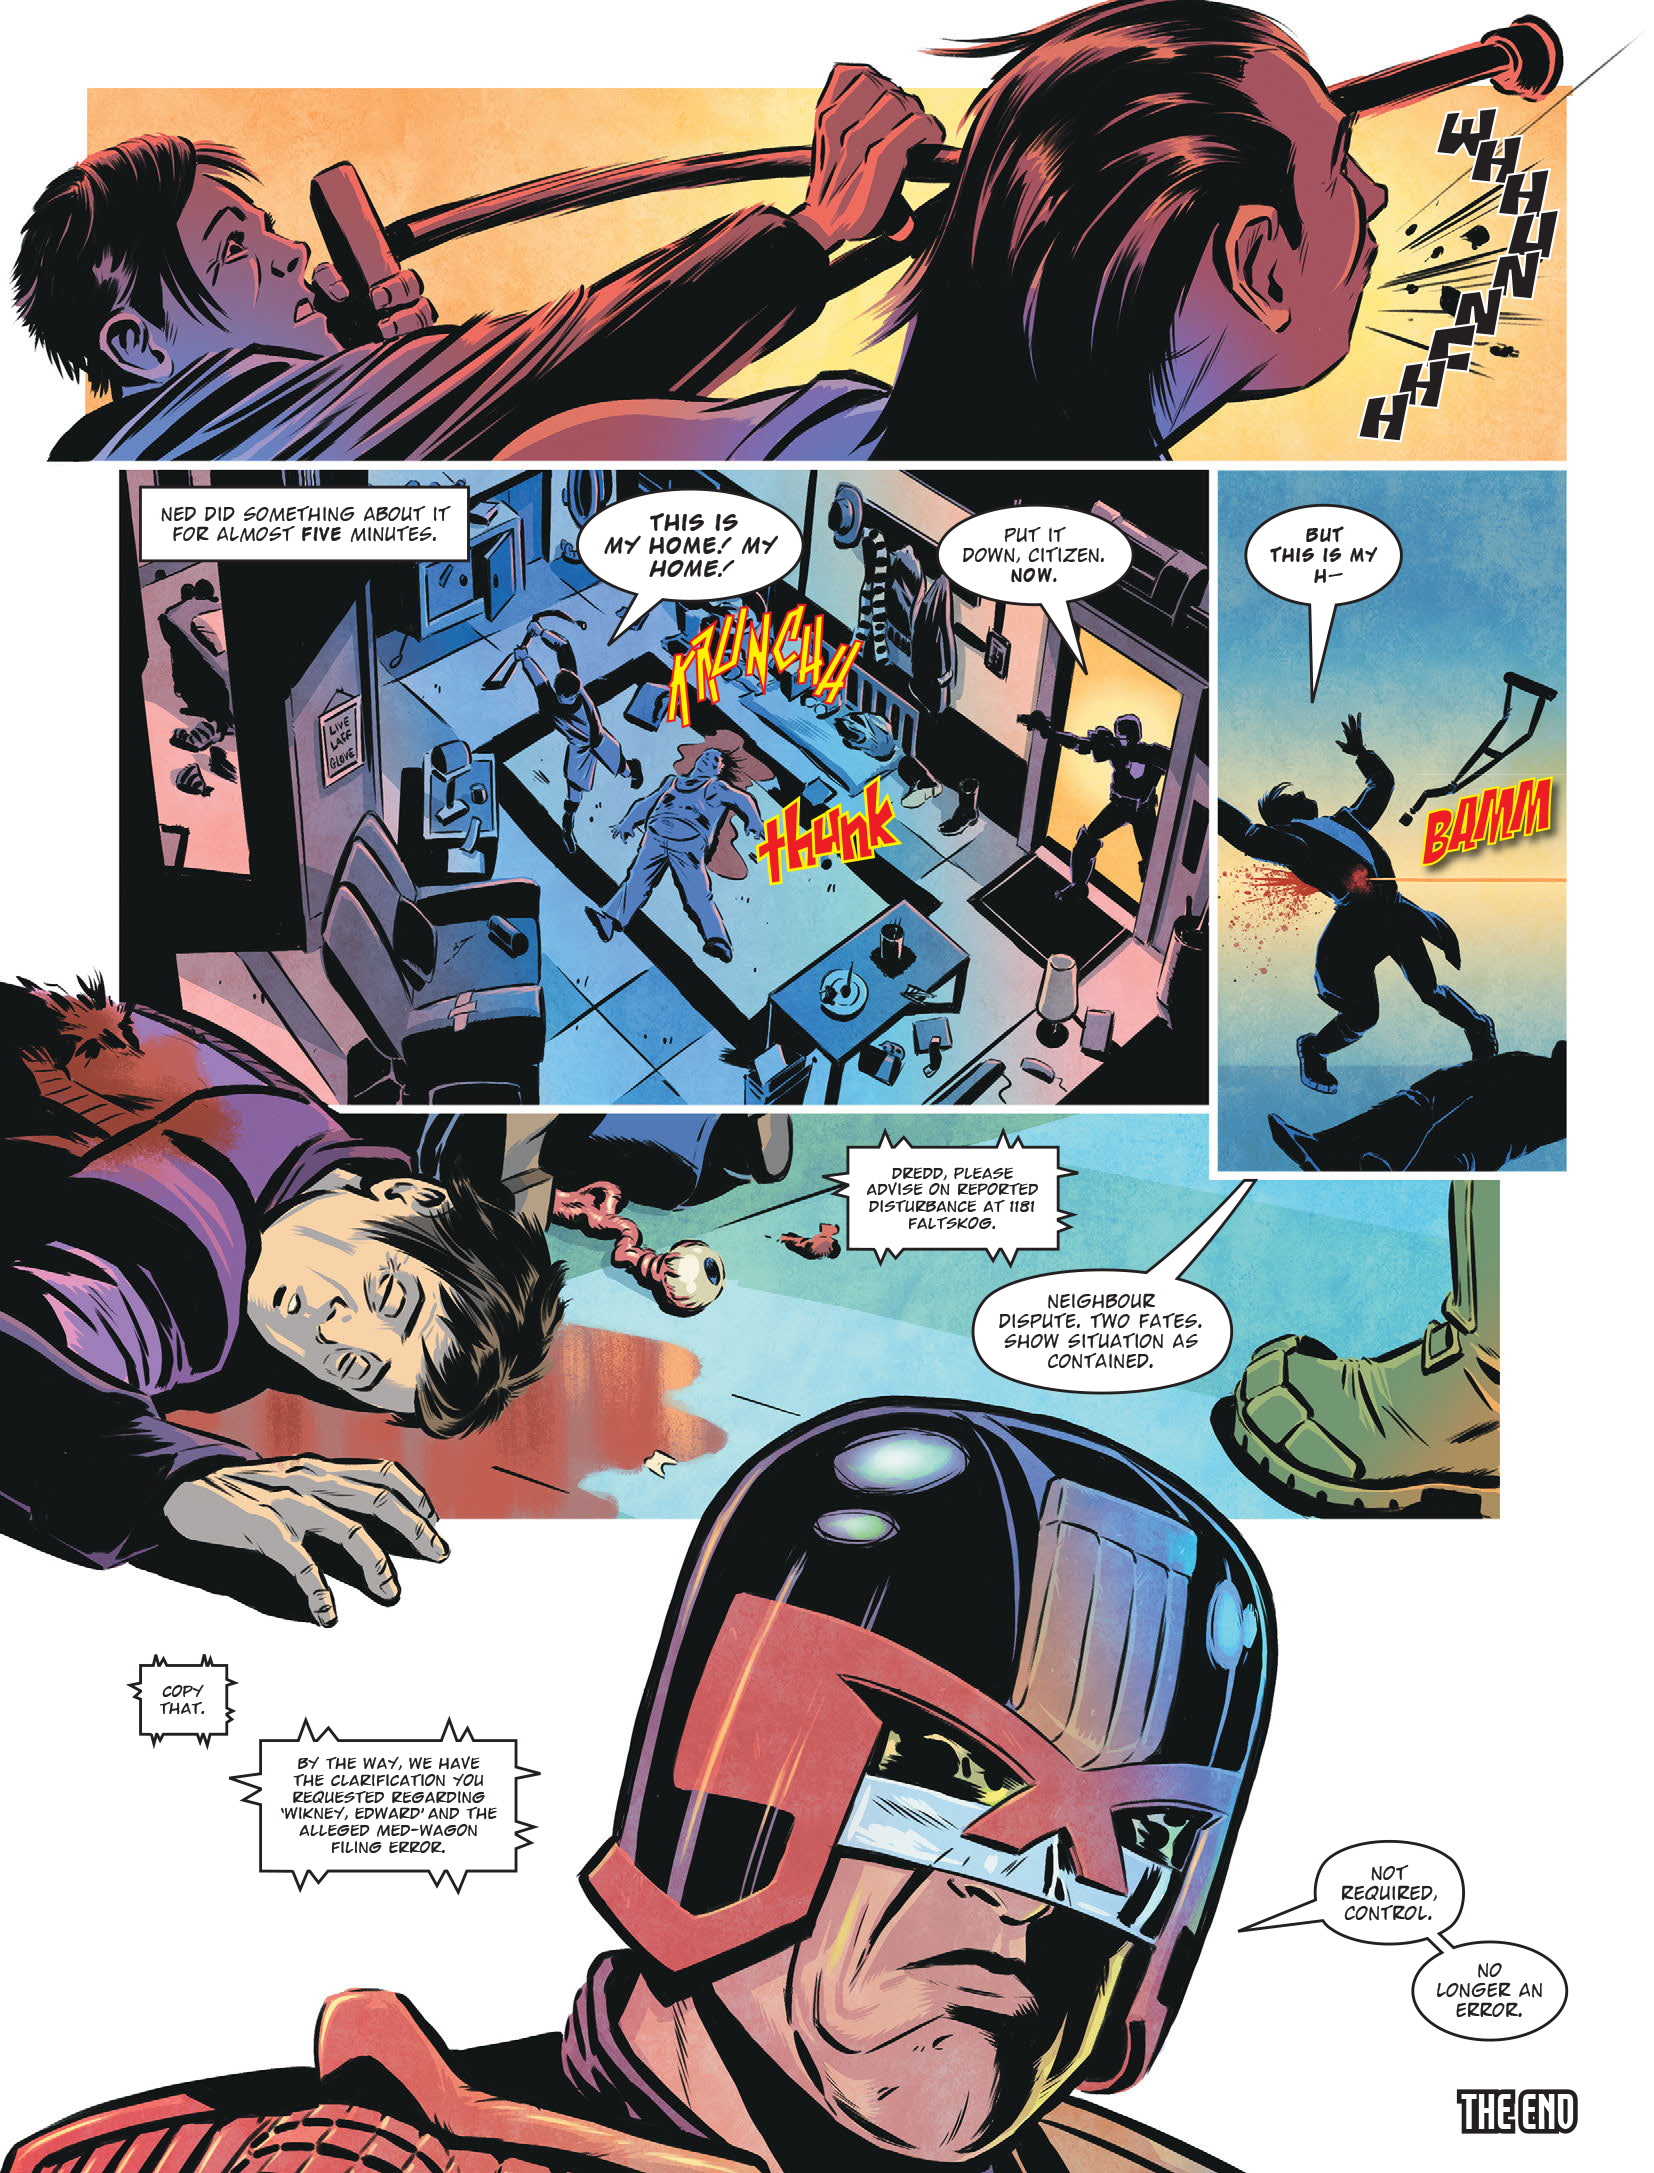 WHHUNNFHH
NED DID SOMETHING ABOUT IT
FOR ALMOST FIVE MINUTES.
THIS IS
MY HOME! MY
HOME!
KRUNCHH
LIVE
LAFF
GLOVE
thunk
PUT IT
DOWN, CITIZEN.
NOW.
BUT
THIS IS MY
H—
BAMM
DREDD, PLEASE
ADVISE ON REPORTED
DISTURBANCE AT 1181
FALTSKOG.
NEIGHBOUR
DISPUTE. TWO FATES.
SHOW SITUATION AS
CONTAINED.
COPY
THAT.
BY THE WAY, WE HAVE
THE CLARIFICATION YOU
REQUESTED REGARDING
‘WIKNEY, EDWARD’ AND THE
ALLEGED MED-WAGON
FILING ERROR.
NOT
REQUIRED,
CONTROL.
NO
LONGER AN
ERROR.
THE END